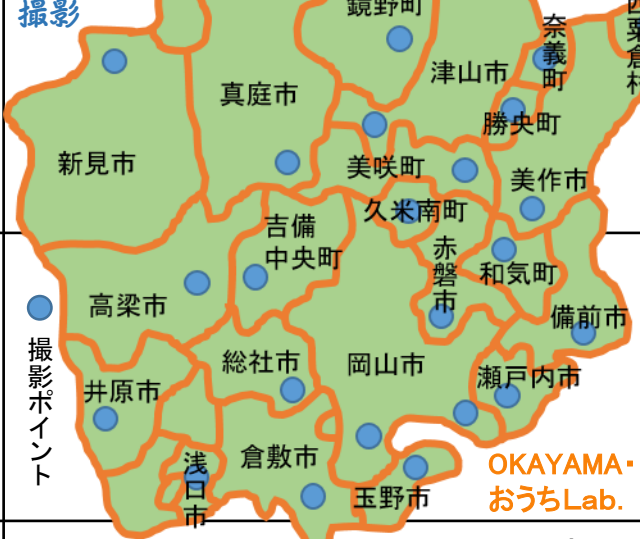 撮影
鏡野町
奈義町
西粟倉村
津山市
真庭市
勝央町
新見市
美咲町
美作市
久米南町
吉備
中央町
赤磐市
和気町
高梁市
備前市
撮影ポイント
総社市
岡山市
井原市
瀬戸内市
浅口市
倉敷市
玉野市
OKAYAMA・
おうちLab.